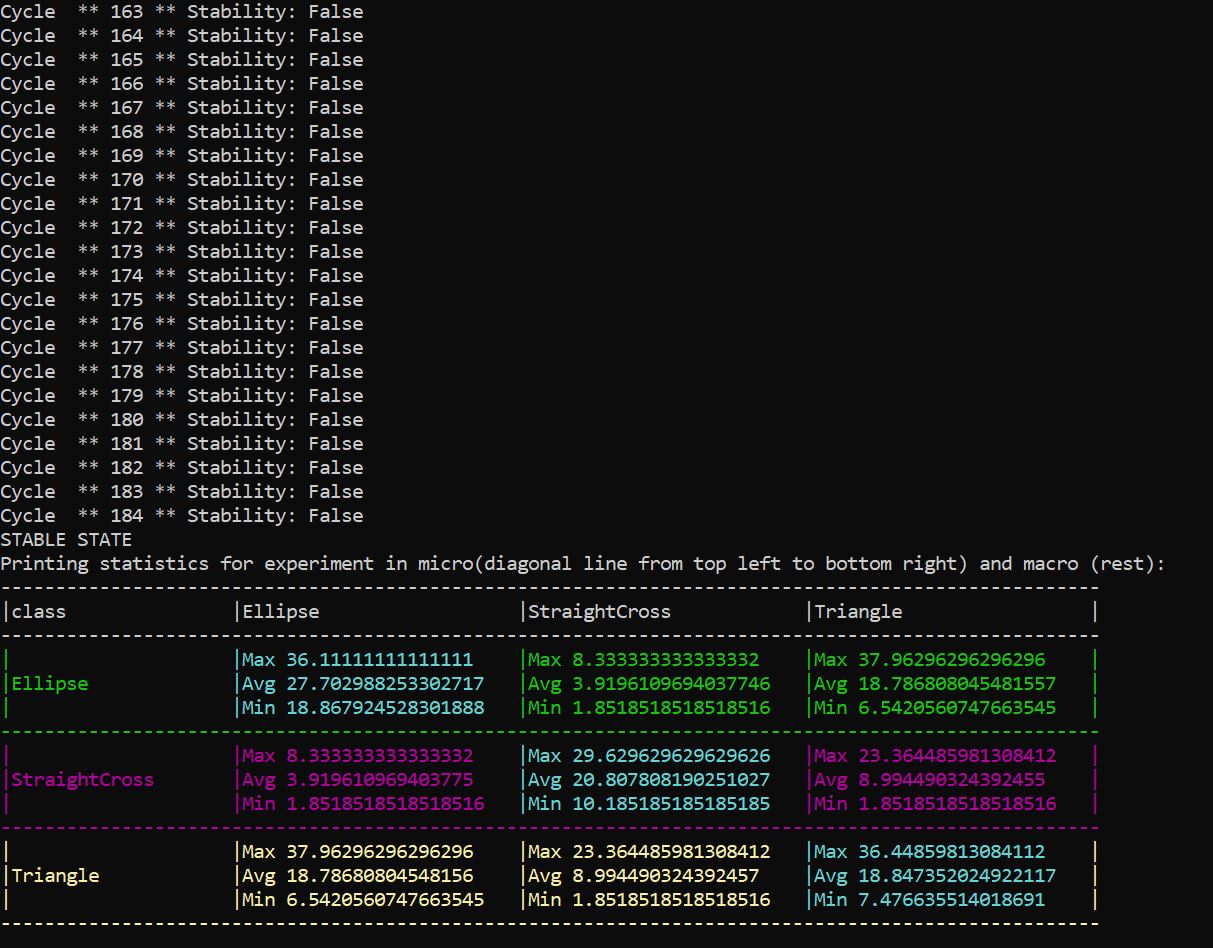 Cycle  ** 163 ** Stability: False
Cycle  ** 164 ** Stability: False
Cycle  ** 165 ** Stability: False
Cycle  ** 166 ** Stability: False
Cycle  ** 167 ** Stability: False
Cycle  ** 168 ** Stability: False
Cycle  ** 169 ** Stability: False
Cycle  ** 170 ** Stability: False
Cycle  ** 171 ** Stability: False
Cycle  ** 172 ** Stability: False
Cycle  ** 173 ** Stability: False
Cycle  ** 174 ** Stability: False
Cycle  ** 175 ** Stability: False
Cycle  ** 176 ** Stability: False
Cycle  ** 177 ** Stability: False
Cycle  ** 178 ** Stability: False
Cycle  ** 179 ** Stability: False
Cycle  ** 180 ** Stability: False
Cycle  ** 181 ** Stability: False
Cycle  ** 182 ** Stability: False
Cycle  ** 183 ** Stability: False
Cycle  ** 184 ** Stability: False
STABLE STATE
Printing statistics for experiment in micro(diagonal line from top left to bottom right) and macro (rest):
----------------------------------------------------------------------------------------------------
|class               |Ellipse                  |StraightCross            |Triangle                 |
----------------------------------------------------------------------------------------------------
|                    |Max 36.11111111111111    |Max 8.333333333333332    |Max 37.96296296296296    |
|Ellipse             |Avg 27.702988253302717   |Avg 3.9196109694037746   |Avg 18.786808045481557   |
|                    |Min 18.867924528301888   |Min 1.8518518518518516   |Min 6.5420560747663545   |
----------------------------------------------------------------------------------------------------
|                    |Max 8.333333333333332    |Max 29.629629629629626   |Max 23.364485981308412   |
|StraightCross       |Avg 3.919610969403775    |Avg 20.807808190251027   |Avg 8.994490324392455    |
|                    |Min 1.8518518518518516   |Min 10.185185185185185   |Min 1.8518518518518516   |
----------------------------------------------------------------------------------------------------
|                    |Max 37.96296296296296    |Max 23.364485981308412   |Max 36.44859813084112    |
|Triangle            |Avg 18.78680804548156    |Avg 8.994490324392457    |Avg 18.847352024922117   |
|                    |Min 6.5420560747663545   |Min 1.8518518518518516   |Min 7.476635514018691    |
----------------------------------------------------------------------------------------------------